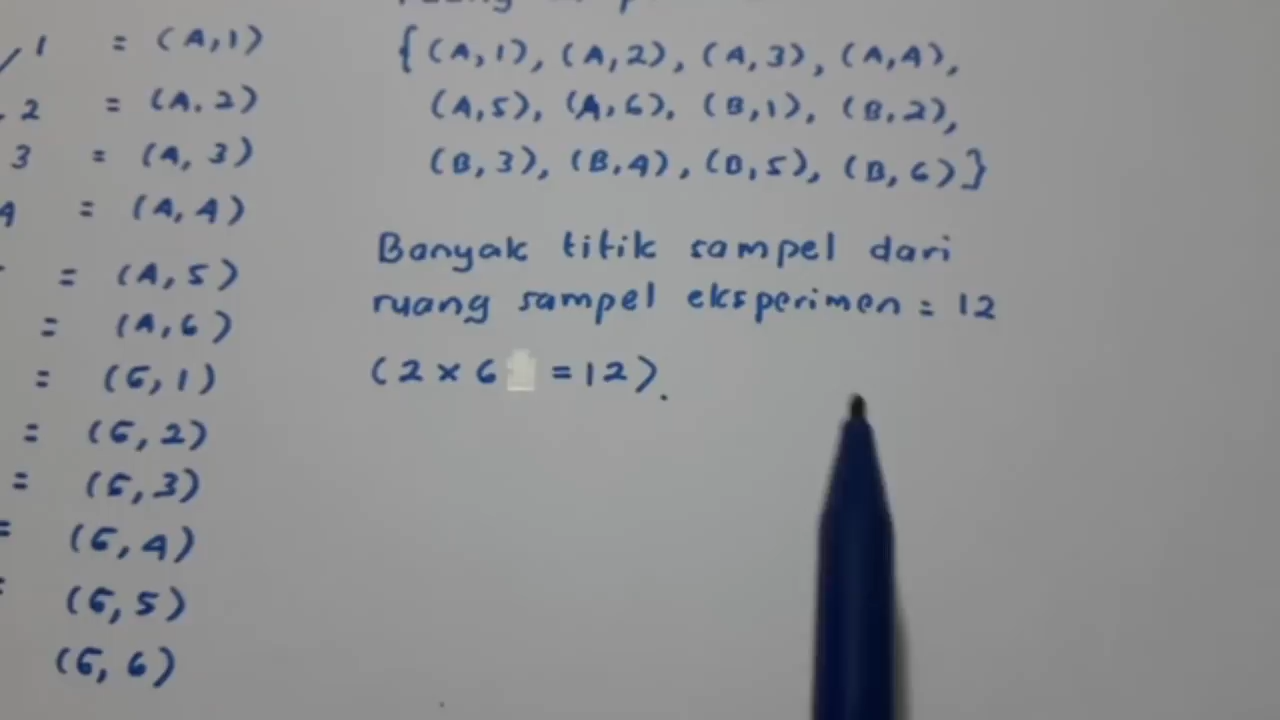 1 = (A,1)
2 = (A.2)
3 = (A, 3)
4 = (A, 4)
= (A,5)
= (A,6)
= (G,1)
= (G,2)
= (G,3)
= (G,4)
= (G,5)
(G,6)
{(A,1), (A,2), (A,3), (A,4),
(A,5), (A,6), (B,1), (B,2),
(B,3), (B,4), (B,5), (B,6)}
Banyak titik sampel dari
ruang sampel eksperimen = 12
(2 x 6 = 12).